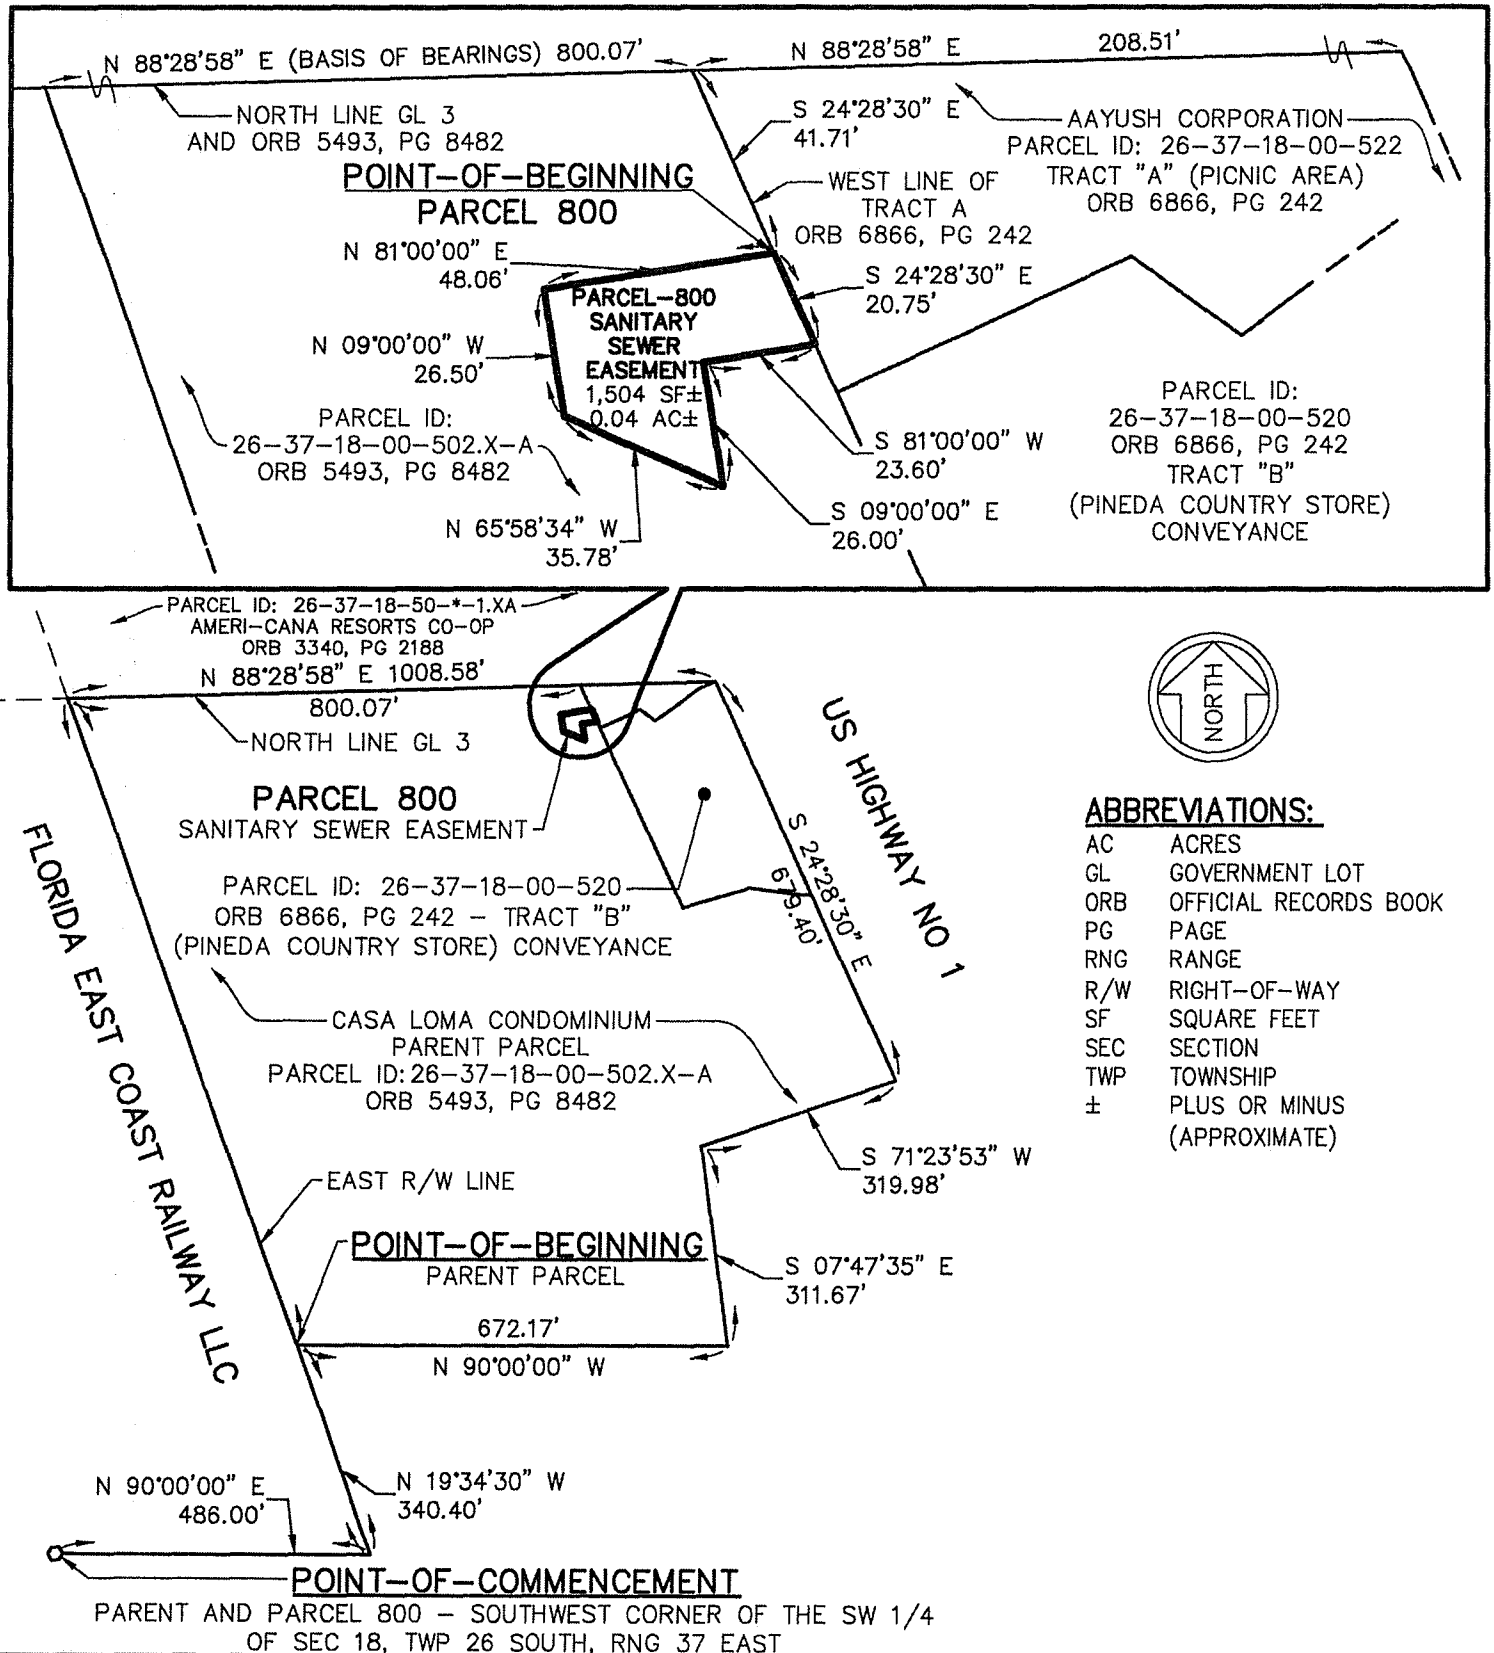 N 88°28'58" E (BASIS OF BEARINGS) 800.07'
N 88°28'58" E
208.51'
NORTH LINE GL 3
AND ORB 5493, PG 8482
S 24°28'30" E
41.71'
AAYUSH CORPORATION
PARCEL ID: 26-37-18-00-522
TRACT "A" (PICNIC AREA)
ORB 6866, PG 242
POINT-OF-BEGINNING
PARCEL 800
WEST LINE OF
TRACT A
ORB 6866, PG 242
N 81°00'00" E
48.06'
S 24°28'30" E
20.75'
PARCEL-800
SANITARY
SEWER
EASEMENT
1,504 SF±
0.04 AC±
N 09°00'00" W
26.50'
PARCEL ID:
26-37-18-00-502.X-A
ORB 5493, PG 8482
PARCEL ID:
26-37-18-00-520
ORB 6866, PG 242
TRACT "B"
(PINEDA COUNTRY STORE)
CONVEYANCE
S 81°00'00" W
23.60'
S 09°00'00" E
26.00'
N 65°58'34" W
35.78'
PARCEL ID: 26-37-18-50-*-1.XA
AMERI-CANA RESORTS CO-OP
ORB 3340, PG 2188
N 88°28'58" E 1008.58'
800.07'
NORTH LINE GL 3
US HIGHWAY NO 1
NORTH
PARCEL 800
SANITARY SEWER EASEMENT
S 24°28'30" E
679.40'
FLORIDA EAST COAST RAILWAY LLC
PARCEL ID: 26-37-18-00-520
ORB 6866, PG 242 - TRACT "B"
(PINEDA COUNTRY STORE) CONVEYANCE
CASA LOMA CONDOMINIUM
PARENT PARCEL
PARCEL ID: 26-37-18-00-502.X-A
ORB 5493, PG 8482
ABBREVIATIONS:
AC ACRES
GL GOVERNMENT LOT
ORB OFFICIAL RECORDS BOOK
PG PAGE
RNG RANGE
R/W RIGHT-OF-WAY
SF SQUARE FEET
SEC SECTION
TWP TOWNSHIP
± PLUS OR MINUS
(APPROXIMATE)
S 71°23'53" W
319.98'
EAST R/W LINE
POINT-OF-BEGINNING
PARENT PARCEL
S 07°47'35" E
311.67'
672.17'
N 90°00'00" W
N 90°00'00" E
486.00'
N 19°34'30" W
340.40'
POINT-OF-COMMENCEMENT
PARENT AND PARCEL 800 - SOUTHWEST CORNER OF THE SW 1/4
OF SEC 18, TWP 26 SOUTH, RNG 37 EAST